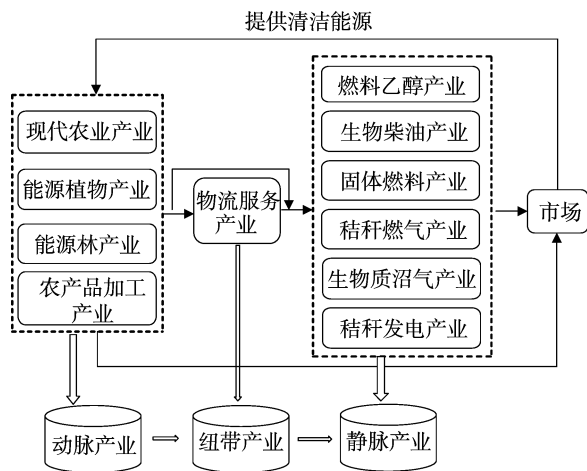 提供清洁能源
现代农业产业
能源植物产业
能源林产业
农产品加工
产业
物流服务
产业
燃料乙醇产业
生物柴油产业
固体燃料产业
秸秆燃气产业
生物质沼气产业
秸秆发电产业
市场
动脉产业
纽带产业
静脉产业